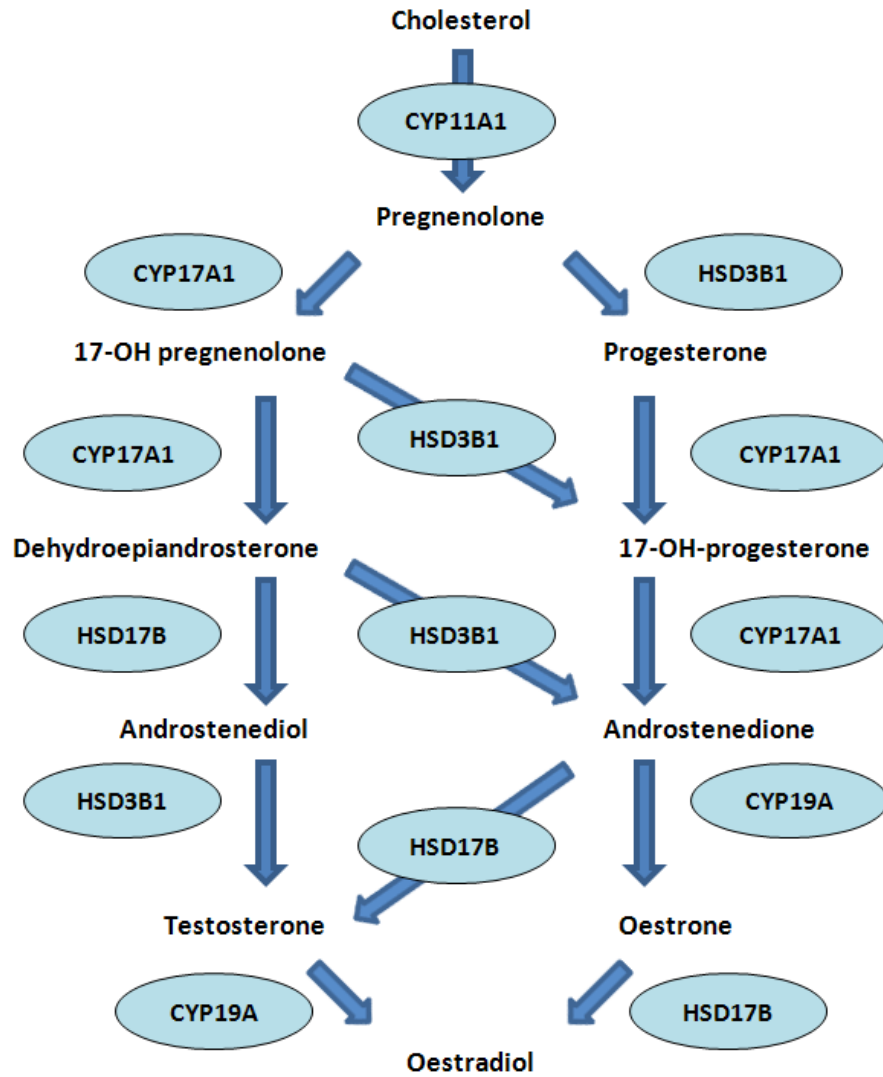 Cholesterol
CYP11A1
Pregnenolone
CYP17A1
HSD3B1
17-OH pregnenolone
Progesterone
CYP17A1
HSD3B1
CYP17A1
Dehydroepiandrosterone
17-OH-progesterone
HSD17B
HSD3B1
CYP17A1
Androstenediol
Androstenedione
HSD3B1
HSD17B
CYP19A
Testosterone
Oestrone
CYP19A
HSD17B
Oestradiol